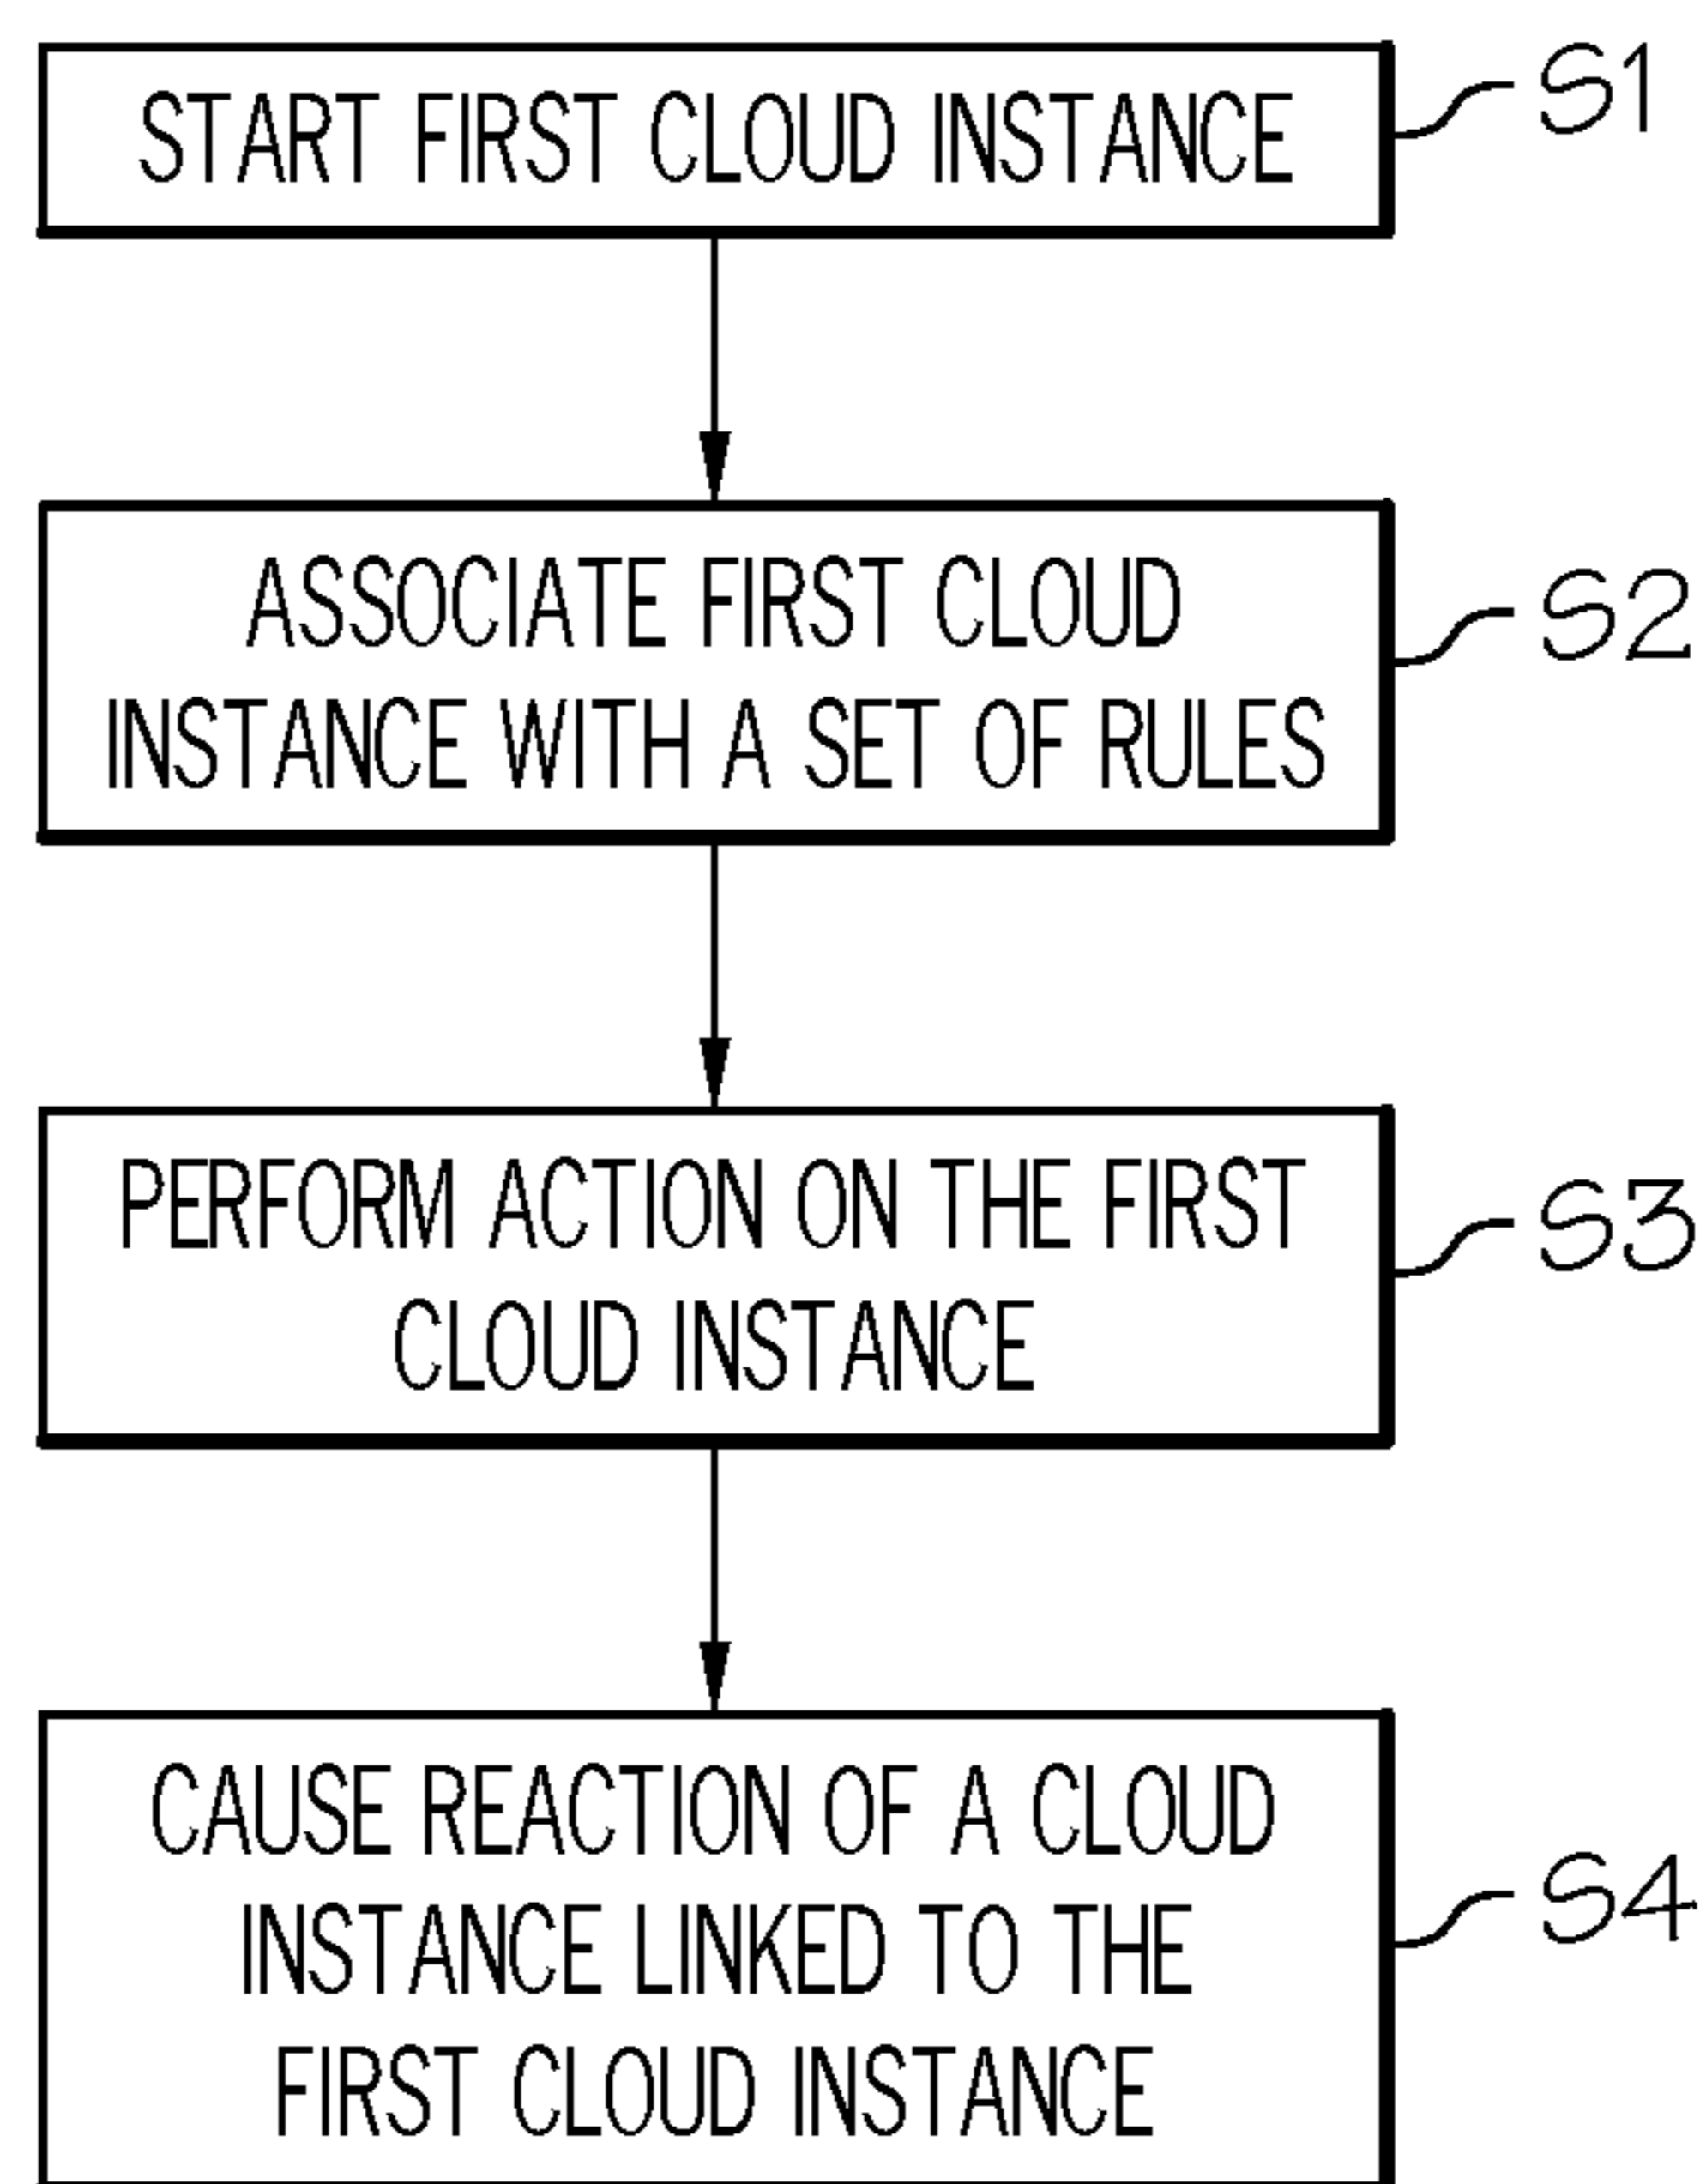 START FIRST CLOUD INSTANCE
S1
ASSOCIATE FIRST CLOUD
INSTANCE WITH A SET OF RULES
S2
PERFORM ACTION ON THE FIRST
CLOUD INSTANCE
S3
CAUSE REACTION OF A CLOUD
INSTANCE LINKED TO THE
FIRST CLOUD INSTANCE
S4